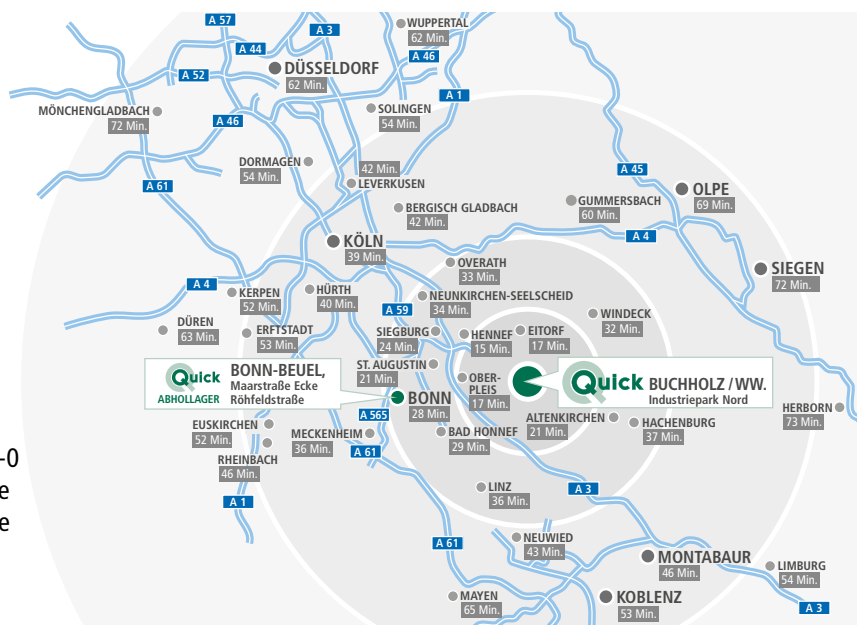 A 57
A 3
WUPPERTAL
62 Min.
A 44
A 46
DÜSSELDORF
62 Min.
A 52
A 1
MÖNCHENGLADBACH
72 Min.
SOLINGEN
54 Min.
A 46
DORMAGEN
54 Min.
42 Min.
LEVERKUSEN
A 45
A 61
OLPE
69 Min.
GUMMERSBACH
60 Min.
BERGISCH GLADBACH
42 Min.
KÖLN
39 Min.
A 4
OVERATH
33 Min.
SIEGEN
72 Min.
A 4
KERPEN
52 Min.
HÜRTH
40 Min.
NEUNKIRCHEN-SEELSCHEID
34 Min.
A 59
WINDECK
32 Min.
DÜREN
63 Min.
ERFTSTADT
53 Min.
SIEGBURG
24 Min.
HENNEF
15 Min.
EITORF
17 Min.
ST. AUGUSTIN
21 Min.
Quick
ABHOLLAGER
BONN-BEUEL,
Maarstraße Ecke
Röhfeldstraße
OBER-
PLEIS
17 Min.
Quick
BUCHHOLZ / WW.
Industriepark Nord
BONN
28 Min.
A 565
ALTENKIRCHEN
21 Min.
HACHENBURG
37 Min.
HERBORN
73 Min.
EUSKIRCHEN
52 Min.
MECKENHEIM
36 Min.
BAD HONNEF
29 Min.
A 61
RHEINBACH
46 Min.
-0
e
e
A 1
LINZ
36 Min.
A 3
A 61
NEUWIED
43 Min.
MONTABAUR
46 Min.
LIMBURG
54 Min.
MAYEN
65 Min.
KOBLENZ
53 Min.
A 3